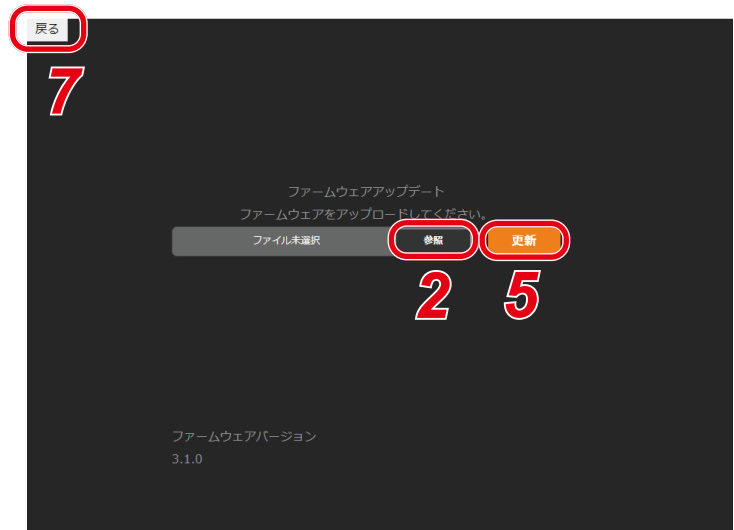 戻る
7
ファームウェアアップデート
ファームウェアをアップロードしてください。
ファイル未選択 参照 更新
2 5
ファームウェアバージョン
3.1.0